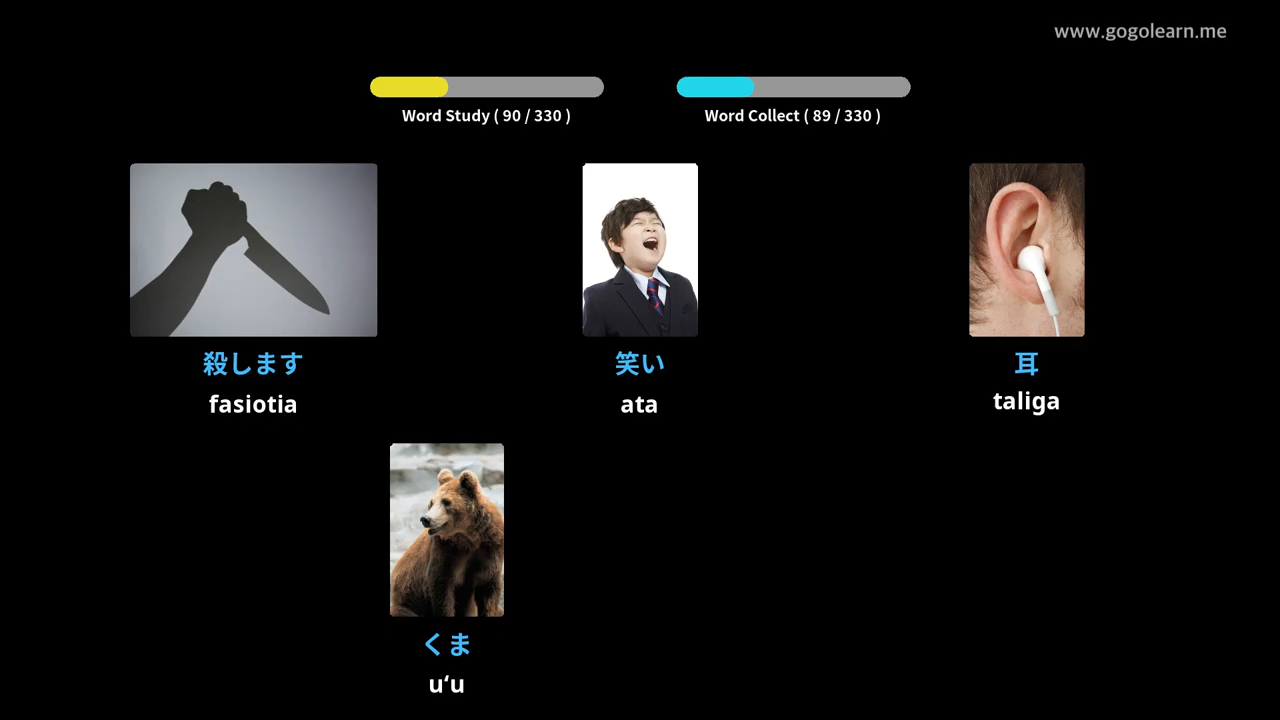 www.gogolearn.me
Word Study ( 90 / 330 )
Word Collect ( 89 / 330 )
殺します
fasiotia
笑い
ata
耳
taliga
くま
u‘u